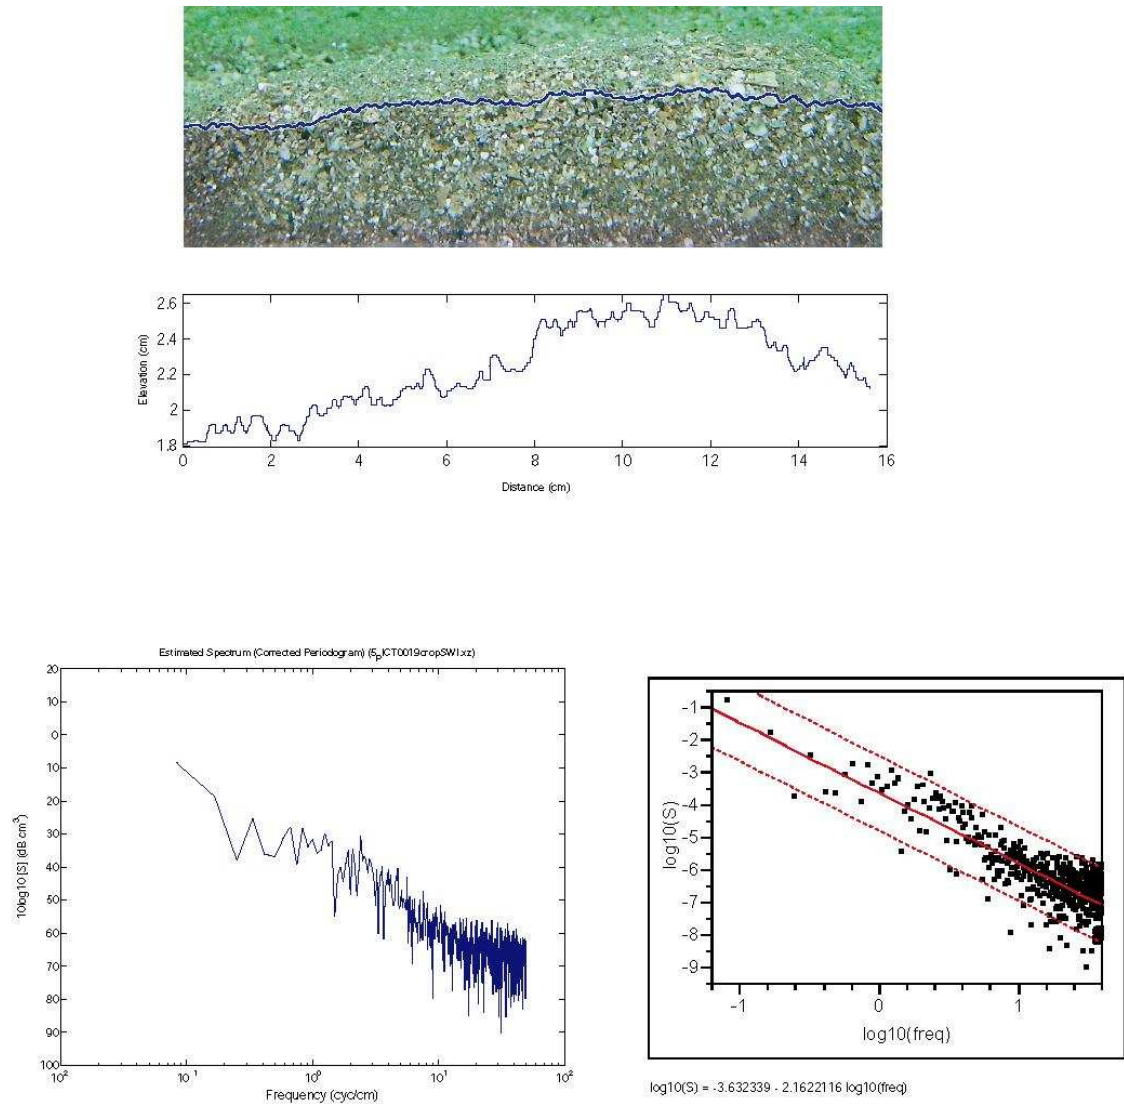 2.6
2.4
2.2
2
1.8
Elevation (cm)
0 2 4 6 8 10 12 14 16
Distance (cm)
Estimated Spectrum (Corrected Periodogram) (5pICT0019cropSWI.xz)
20
10
0
10
20
30
40
50
60
70
80
90
100
10log10 [S] (dB cm3)
10² 10¹ 10⁰ 10¹ 10²
Frequency (cyc/cm)
-1
-2
-3
-4
-5
-6
-7
-8
-9
log10(S)
-1 0 1
log10(freq)
log10(S) = -3.632339 - 2.1622116 log10(freq)